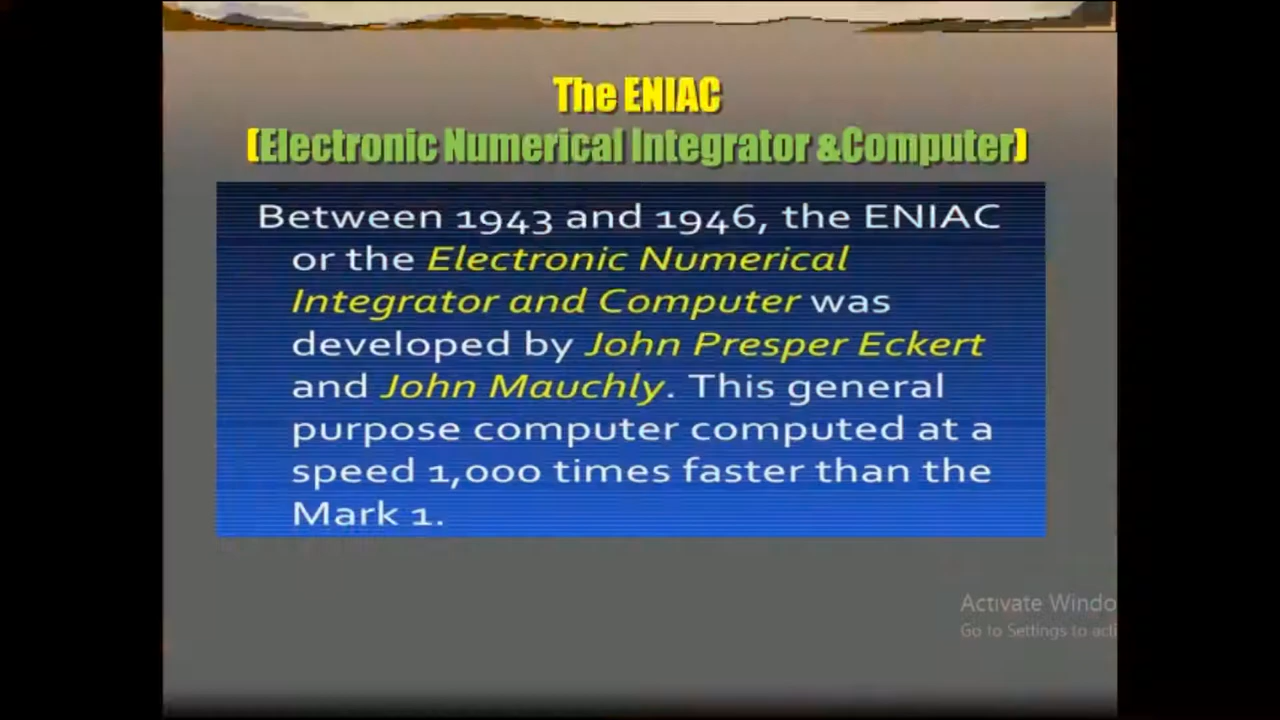 The ENIAC
(Electronic Numerical Integrator &Computer)
Between 1943 and 1946, the ENIAC
or the Electronic Numerical
Integrator and Computer was
developed by John Presper Eckert
and John Mauchly. This general
purpose computer computed at a
speed 1,000 times faster than the
Mark 1.
Activate Windo
Go to Settings to acti